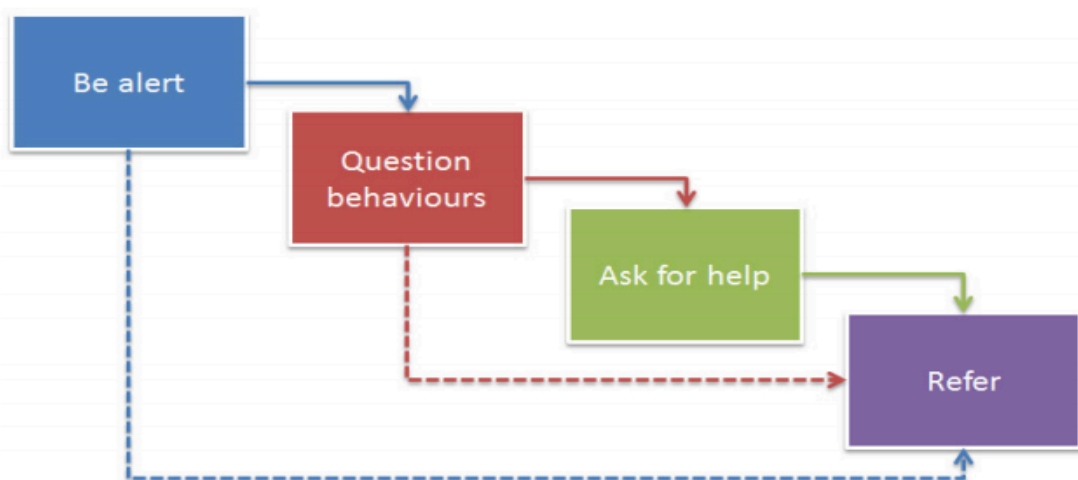 Be alert
Question
behaviours
Ask for help
Refer